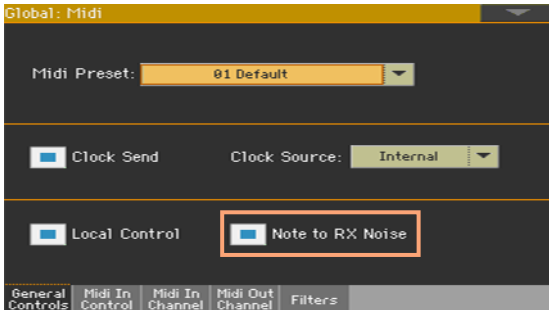 Global: Midi
Midi Preset: 01 Default
Clock Send Clock Source: Internal
Local Control Note to RX Noise
General Controls Midi In Control Midi In Channel Midi Out Channel Filters